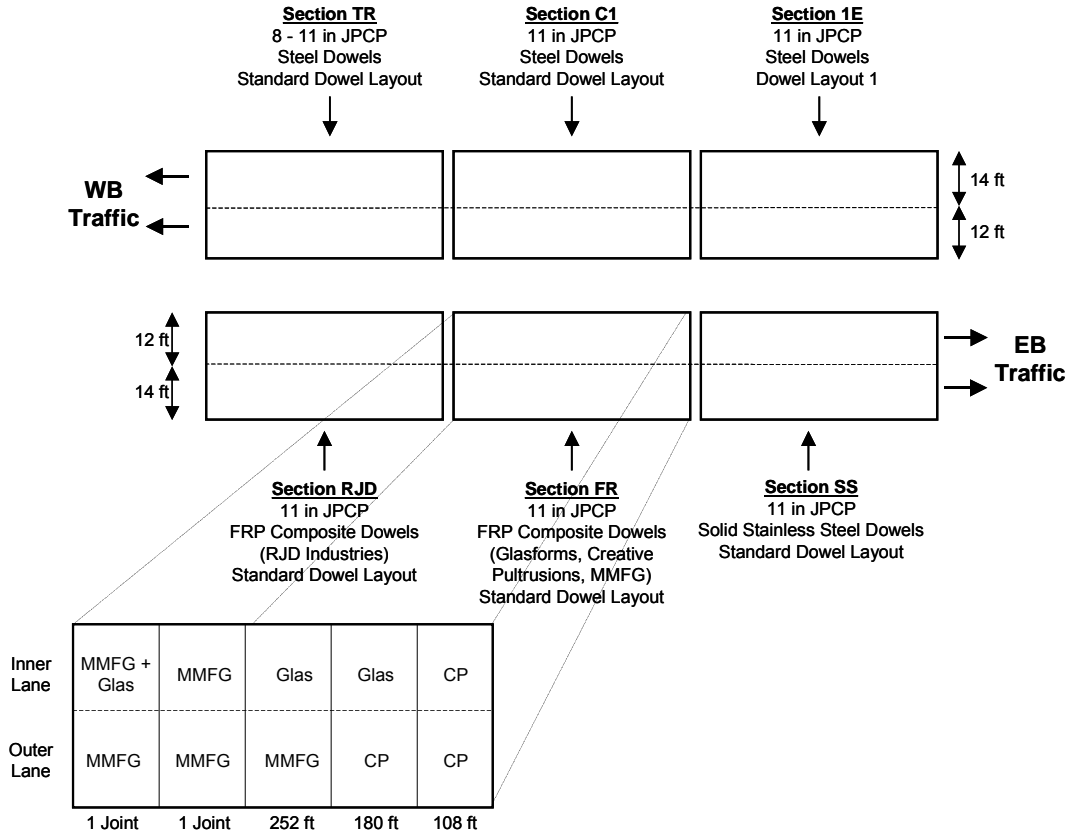 Section TR
8 - 11 in JPCP
Steel Dowels
Standard Dowel Layout
Section C1
11 in JPCP
Steel Dowels
Standard Dowel Layout
Section 1E
11 in JPCP
Steel Dowels
Dowel Layout 1
WB
Traffic
14 ft
12 ft
12 ft
14 ft
EB
Traffic
Section RJD
11 in JPCP
FRP Composite Dowels
(RJD Industries)
Standard Dowel Layout
Section FR
11 in JPCP
FRP Composite Dowels
(Glasforms, Creative
Pultrusions, MMFG)
Standard Dowel Layout
Section SS
11 in JPCP
Solid Stainless Steel Dowels
Standard Dowel Layout
Inner
Lane
MMFG +
Glas
MMFG
Glas
Glas
CP
Outer
Lane
MMFG
MMFG
MMFG
CP
CP
1 Joint
1 Joint
252 ft
180 ft
108 ft